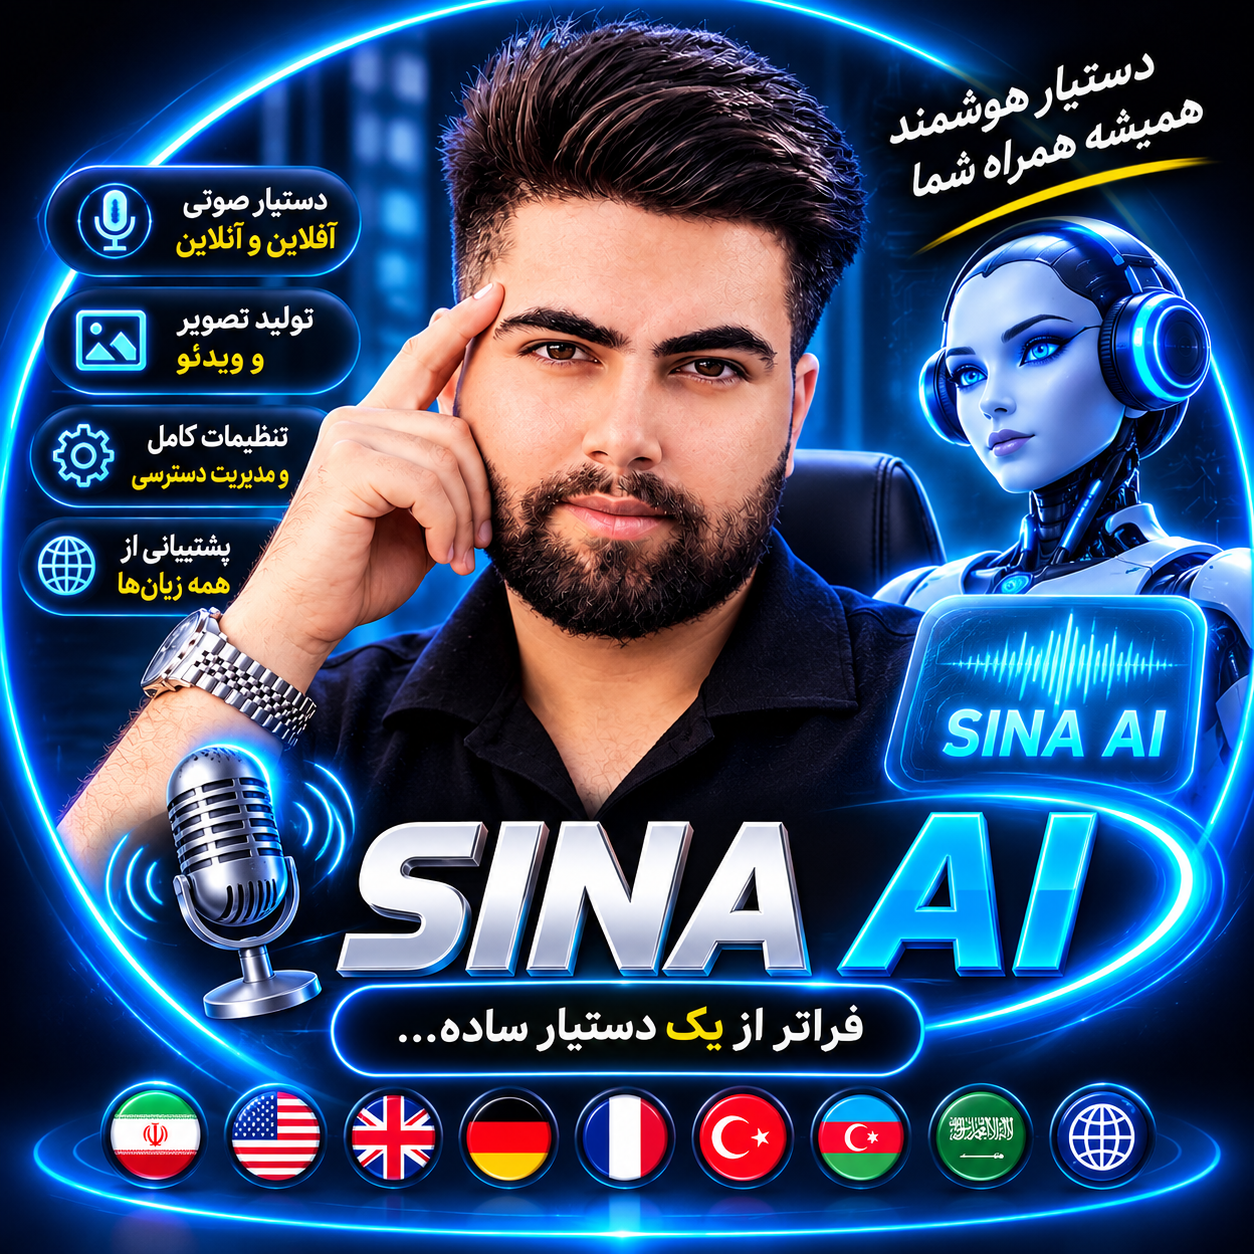 دستیار هوشمند
همیشه همراه شما
دستیار صوتی
آفلاین و آنلاین
تولید تصویر
و ویدئو
تنظیمات کامل
و مدیریت دسترسی
پشتیبانی از
همه زبان‌ها
SINA AI
SINA AI
فراتر از یک دستیار ساده...